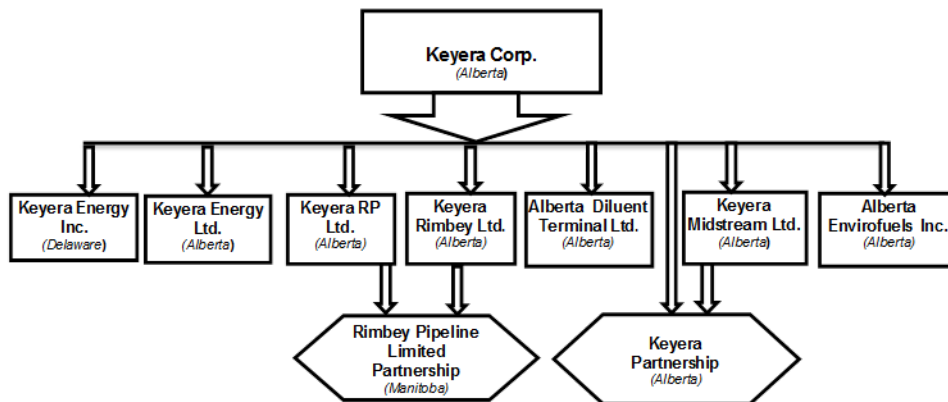 Keyera Corp.
(Alberta)
Keyera Energy
Inc.
(Delaware)
Keyera Energy
Ltd.
(Alberta)
Keyera RP
Ltd.
(Alberta)
Keyera
Rimbey Ltd.
(Alberta)
Alberta Diluent
Terminal Ltd.
(Alberta)
Keyera
Midstream Ltd.
(Alberta)
Alberta
Envirofuels Inc.
(Alberta)
Rimbey Pipeline
Limited
Partnership
(Manitoba)
Keyera
Partnership
(Alberta)